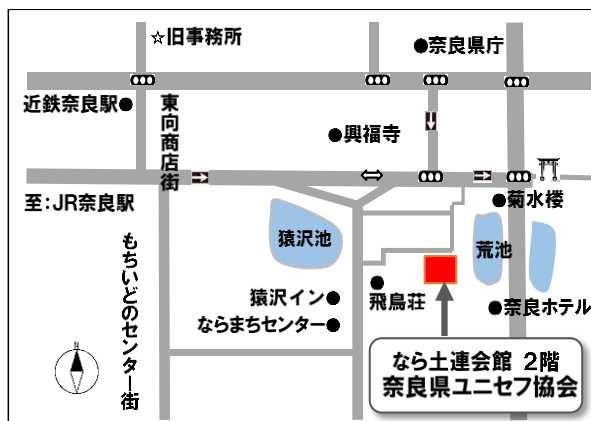 ☆旧事務所
●奈良県庁
近鉄奈良駅●
東向商店街
●興福寺
至:JR奈良駅
●菊水楼
猿沢池
荒池
もちいどのセンター街
猿沢イン●
飛鳥荘
●奈良ホテル
ならまちセンター●
なら土連会館 2階
奈良県ユニセフ協会